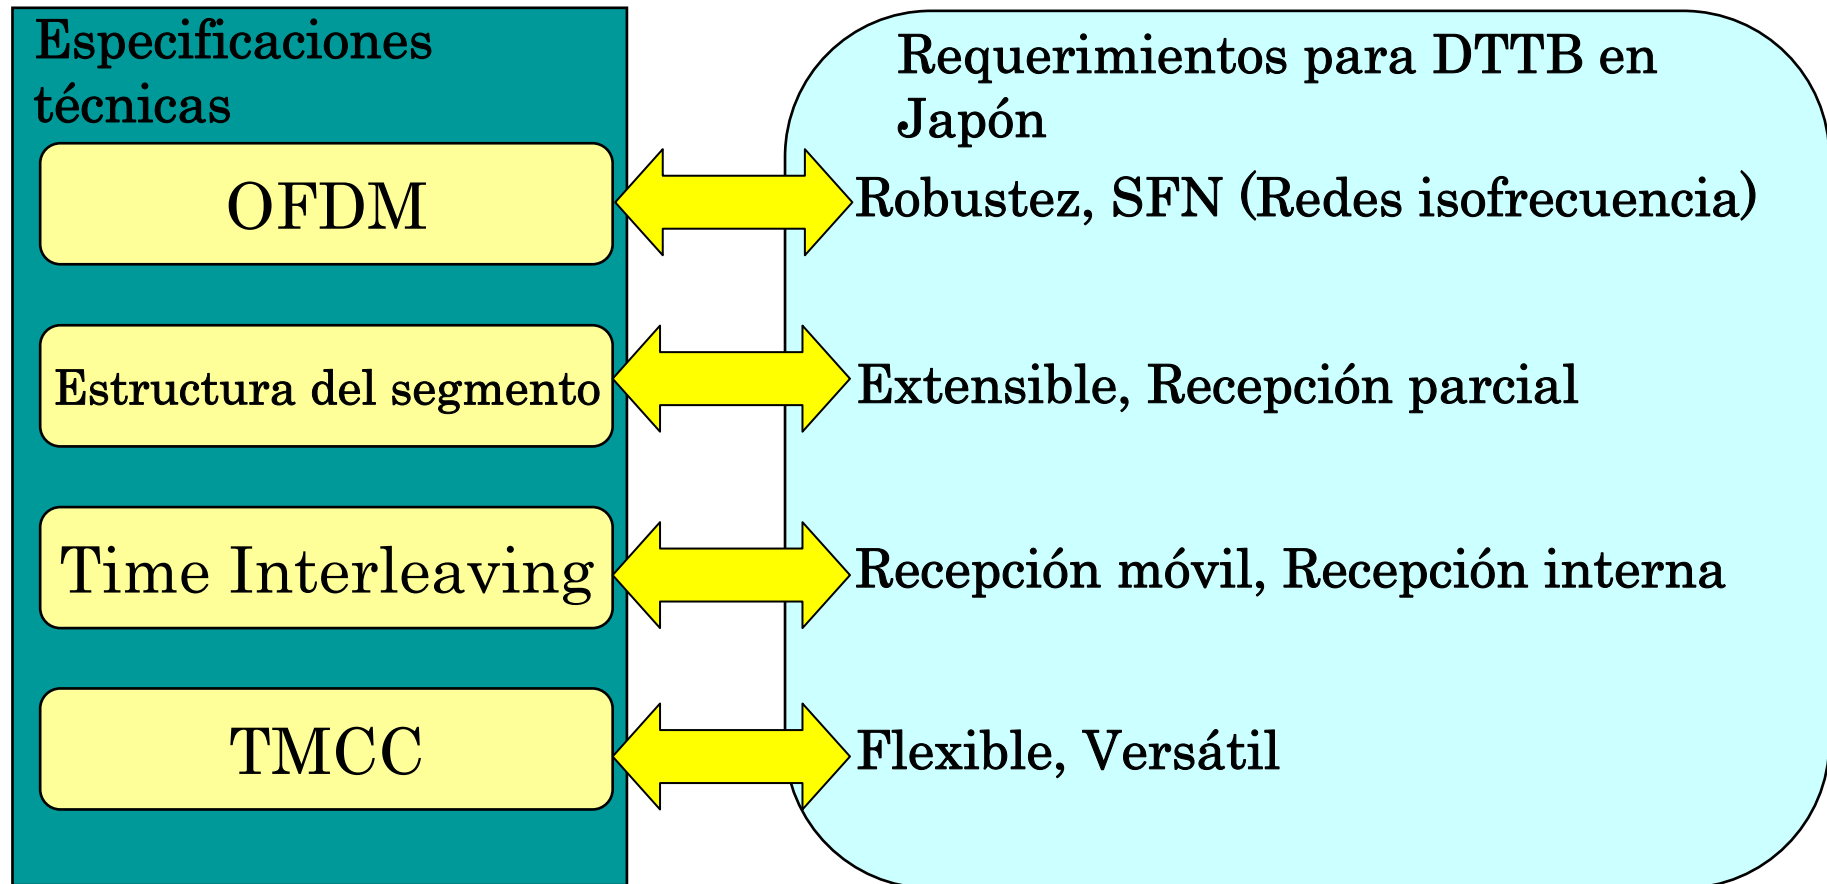 Especificaciones
técnicas
Requerimientos para DTTB en
Japón
OFDM
Robustez, SFN (Redes isofrecuencia)
Estructura del segmento
Extensible, Recepción parcial
Time Interleaving
Recepción móvil, Recepción interna
TMCC
Flexible, Versátil